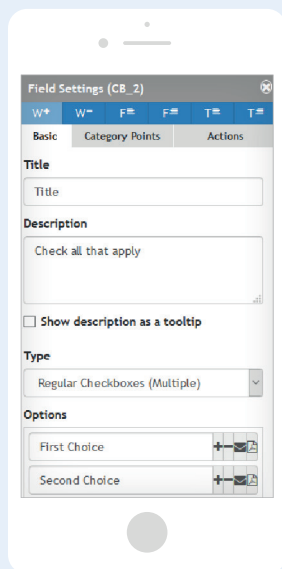 Field Settings (CB_2)
W+ W= F≡ F≡ T≡ T≡
Basic Category Points Actions
Title
Title
Description
Check all that apply
Show description as a tooltip
Type
Regular Checkboxes (Multiple)
Options
First Choice
Second Choice